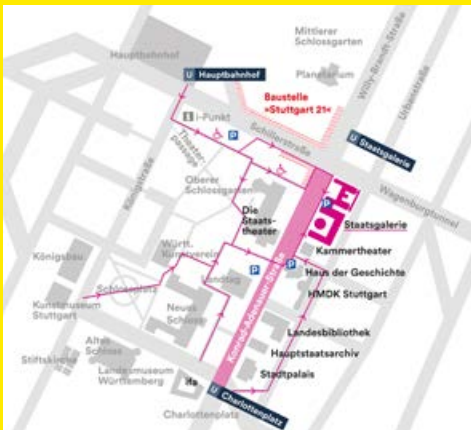 Mittlerer
Schlossgarten
Hauptbahnhof
U Hauptbahnhof
Planetarium
Willy-Brandt-Straße
Urbanstraße
Baustelle
»Stuttgart 21«
i i-Punkt
P
Schillerstraße
U Staatsgalerie
Theater-
passage
Königstraße
Oberer
Schlossgarten
Wagenburgtunnel
P
Die
Staats-
theater
Staatsgalerie
Kammertheater
Königsbau
Württ.
Kunstverein
Landtag
P
P
Haus der Geschichte
Schlossplatz
HMDK Stuttgart
Kunstmuseum
Stuttgart
Neues
Schloss
Konrad-Adenauer-Straße
Landesbibliothek
Altes
Schloss
Hauptstaatsarchiv
Stiftskirche
Landesmuseum
Württemberg
ifa
Stadtpalais
Charlottenplatz
U Charlottenplatz